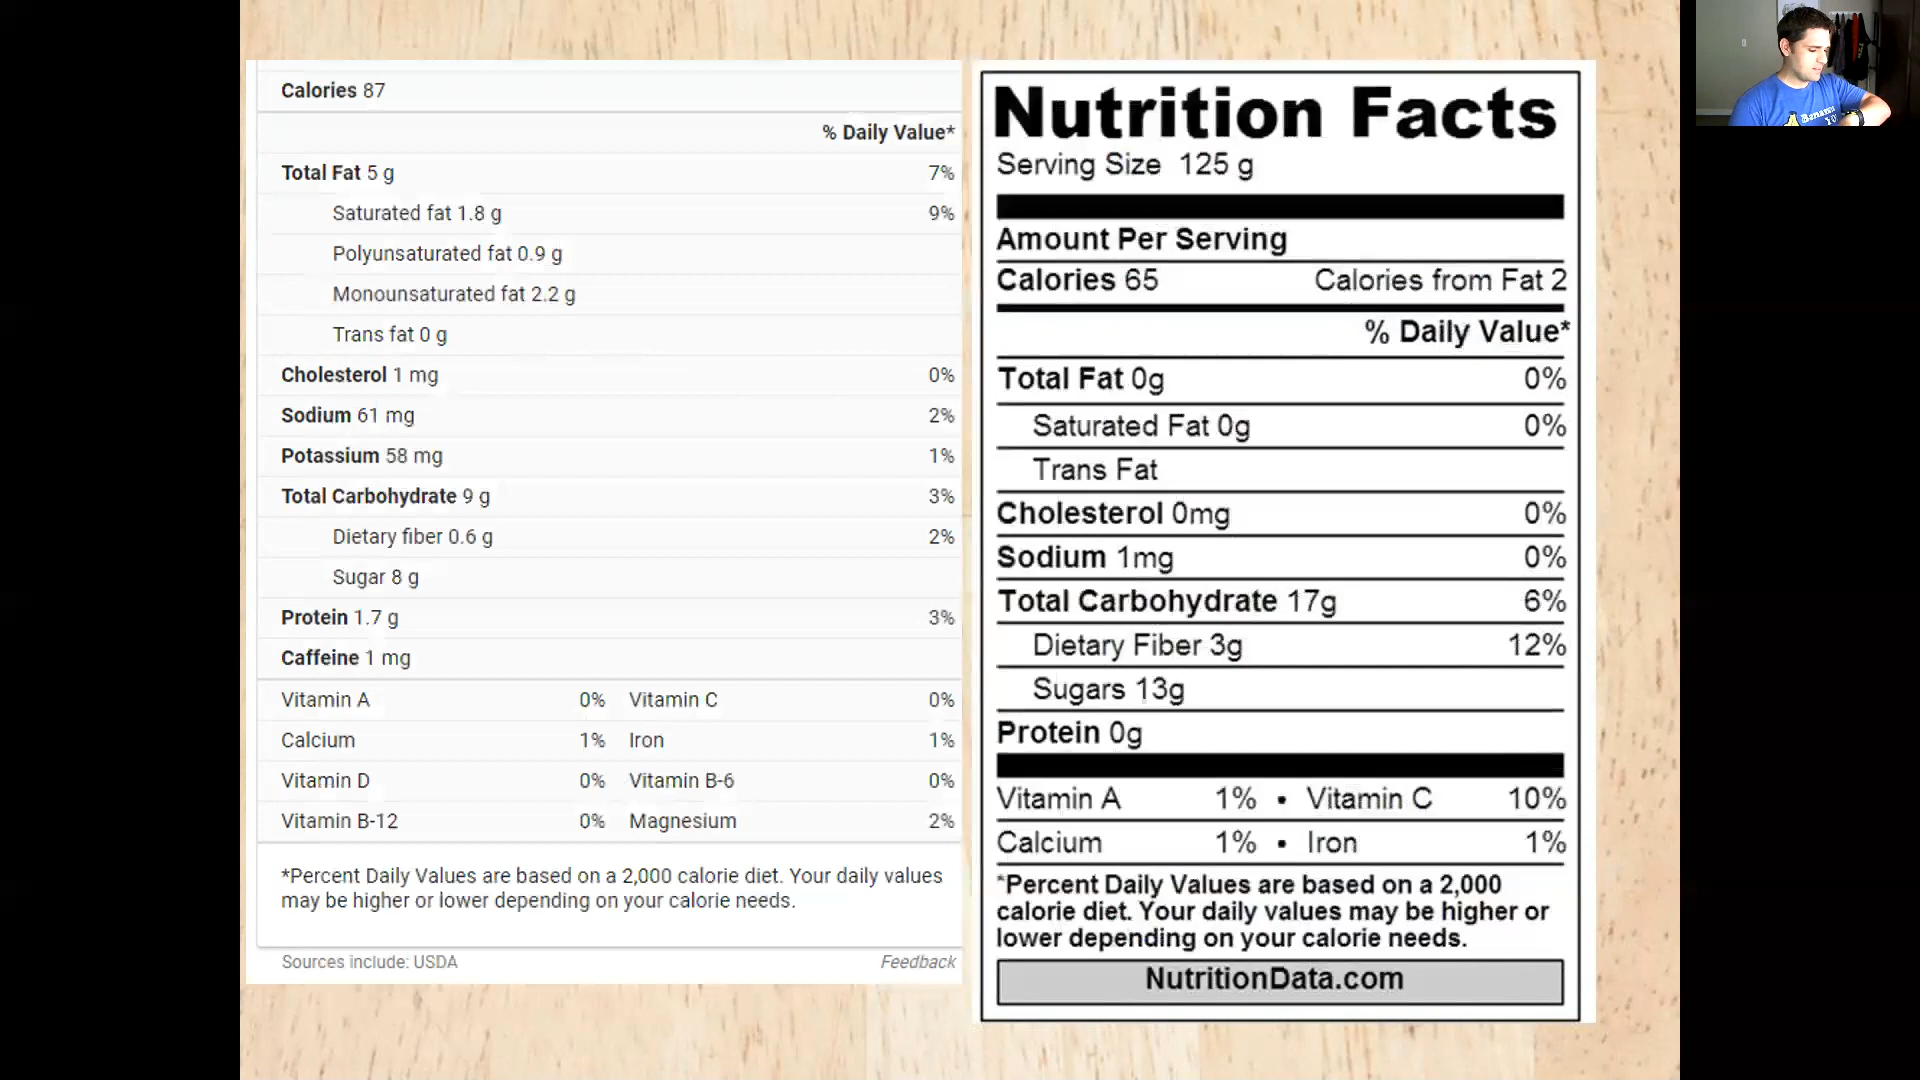 Calories 87
% Daily Value*
Total Fat 5 g 7%
Saturated fat 1.8 g 9%
Polyunsaturated fat 0.9 g
Monounsaturated fat 2.2 g
Trans fat 0 g
Cholesterol 1 mg 0%
Sodium 61 mg 2%
Potassium 58 mg 1%
Total Carbohydrate 9 g 3%
Dietary fiber 0.6 g 2%
Sugar 8 g
Protein 1.7 g 3%
Caffeine 1 mg
Vitamin A 0% Vitamin C 0%
Calcium 1% Iron 1%
Vitamin D 0% Vitamin B-6 0%
Vitamin B-12 0% Magnesium 2%
*Percent Daily Values are based on a 2,000 calorie diet. Your daily values
may be higher or lower depending on your calorie needs.
Sources include: USDA Feedback
Nutrition Facts
Serving Size 125 g
Amount Per Serving
Calories 65 Calories from Fat 2
% Daily Value*
Total Fat 0g 0%
Saturated Fat 0g 0%
Trans Fat
Cholesterol 0mg 0%
Sodium 1mg 0%
Total Carbohydrate 17g 6%
Dietary Fiber 3g 12%
Sugars 13g
Protein 0g
Vitamin A 1% • Vitamin C 10%
Calcium 1% • Iron 1%
*Percent Daily Values are based on a 2,000
calorie diet. Your daily values may be higher or
lower depending on your calorie needs.
NutritionData.com